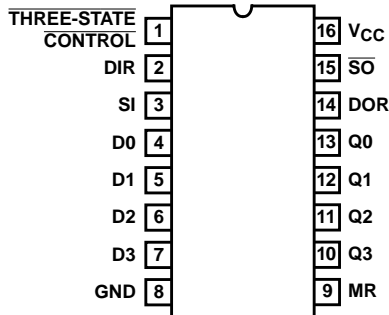 THREE-STATE
CONTROL 1
DIR 2
SI 3
D0 4
D1 5
D2 6
D3 7
GND 8
16 VCC
15 SO
14 DOR
13 Q0
12 Q1
11 Q2
10 Q3
9 MR